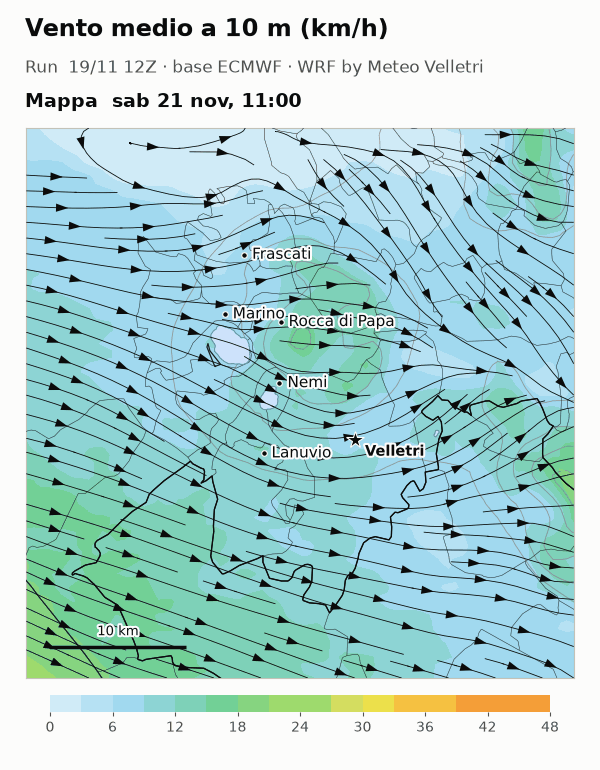 Vento medio a 10 m (km/h)
Run 19/11 12Z · base ECMWF · WRF by Meteo Velletri
Mappa sab 21 nov, 11:00
Frascati
Marino
Rocca di Papa
Nemi
Velletri
Lanuvio
10 km
0 6 12 18 24 30 36 42 48